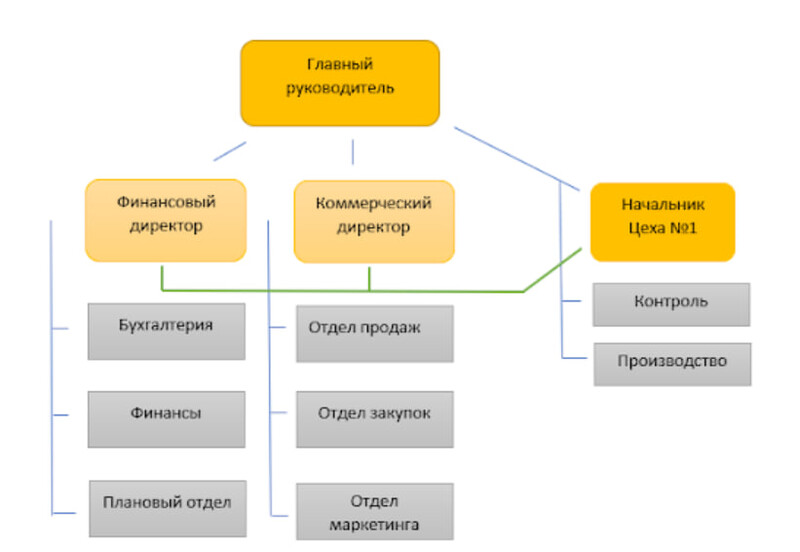 Главный
руководитель
Финансовый
директор
Коммерческий
директор
Начальник
Цеха №1
Бухгалтерия
Финансы
Плановый отдел
Отдел продаж
Отдел закупок
Отдел
маркетинга
Контроль
Производство